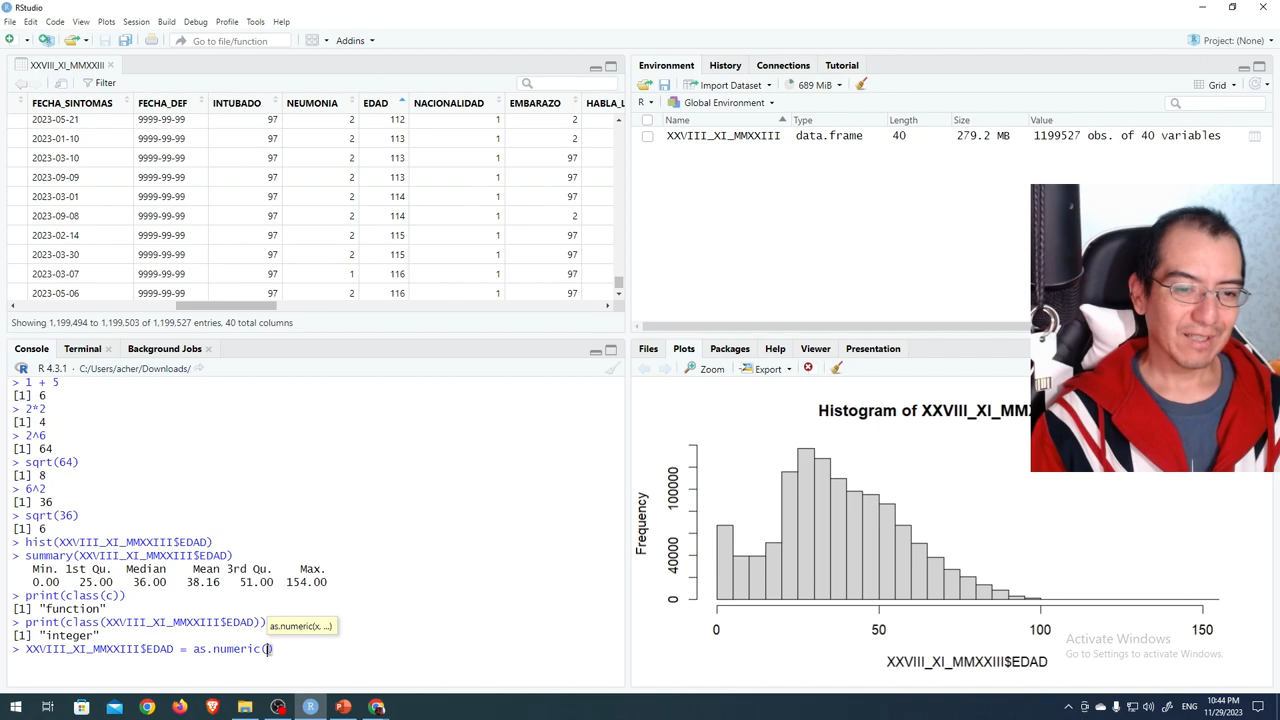 RStudio
File Edit Code View Plots Session Build Debug Profile Tools Help
Go to file/function Addins Project: (None)
XXVIII_XI_MMXXIII
Filter
FECHA_SINTOMAS FECHA_DEF INTUBADO NEUMONIA EDAD NACIONALIDAD EMBARAZO HABLA_L
2023-05-21 9999-99-99 97 2 112 1 2
2023-01-10 9999-99-99 97 2 113 1 2
2023-03-10 9999-99-99 97 2 113 1 97
2023-09-09 9999-99-99 97 2 113 1 97
2023-03-01 9999-99-99 97 2 114 1 97
2023-09-08 9999-99-99 97 2 114 1 2
2023-02-14 9999-99-99 97 2 115 1 97
2023-03-30 9999-99-99 97 2 115 1 97
2023-03-07 9999-99-99 97 1 116 1 97
2023-05-06 9999-99-99 97 2 116 1 97
Showing 1,199,494 to 1,199,503 of 1,199,527 entries, 40 total columns
Console Terminal Background Jobs
R 4.3.1 · C:/Users/acher/Downloads/
> 1 + 5
[1] 6
> 2*2
[1] 4
> 2^6
[1] 64
> sqrt(64)
[1] 8
> 6^2
[1] 36
> sqrt(36)
[1] 6
> hist(XXVIII_XI_MMXXIII$EDAD)
> summary(XXVIII_XI_MMXXIII$EDAD)
Min. 1st Qu. Median Mean 3rd Qu. Max.
0.00 25.00 36.00 38.16 51.00 154.00
> print(class(c))
[1] "function"
> print(class(XXVIII_XI_MMXXIII$EDAD))
as.numeric(x, ...)
[1] "integer"
> XXVIII_XI_MMXXIII$EDAD = as.numeric()
Environment History Connections Tutorial
Import Dataset 689 MiB Grid
R Global Environment
Name Type Length Size Value
XXVIII_XI_MMXXIII data.frame 40 279.2 MB 1199527 obs. of 40 variables
Files Plots Packages Help Viewer Presentation
Zoom Export
Histogram of XXVIII_XI_MM
Frequency
0 40000 100000
0 50 100 150
XXVIII_XI_MMXXIII$EDAD
Activate Windows
Go to Settings to activate Windows.
ENG
10:44 PM
11/29/2023